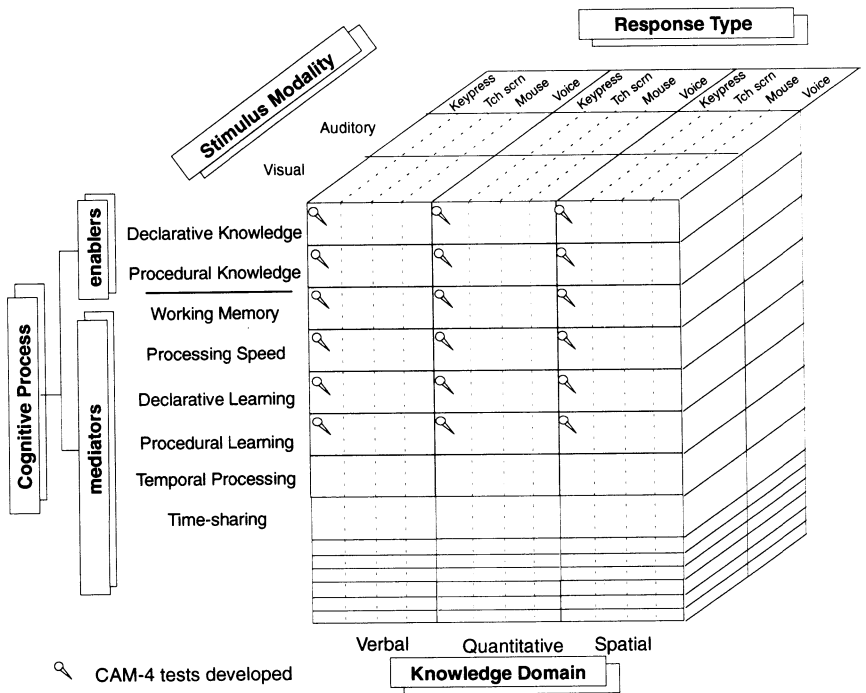 Response Type
Stimulus Modality
Keypress
Tch scrn
Mouse
Voice
Keypress
Tch scrn
Mouse
Voice
Keypress
Tch scrn
Mouse
Voice
Auditory
Visual
Cognitive Process
enablers
Declarative Knowledge
Procedural Knowledge
mediators
Working Memory
Processing Speed
Declarative Learning
Procedural Learning
Temporal Processing
Time-sharing
Verbal
Quantitative
Spatial
Knowledge Domain
CAM-4 tests developed